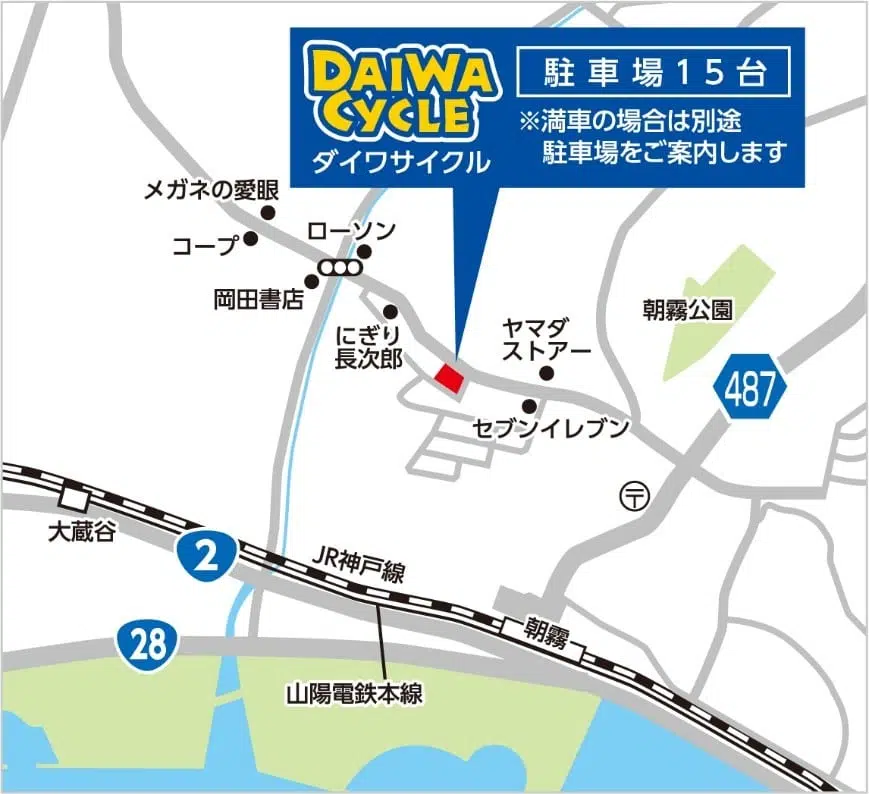 DAIWA
CYCLE
ダイワサイクル
駐車場15台
※満車の場合は別途
駐車場をご案内します
メガネの愛眼
コープ
ローソン
岡田書店
にぎり
長次郎
ヤマダ
ストアー
セブンイレブン
朝霧公園
487
〒
大蔵谷
2
JR神戸線
朝霧
28
山陽電鉄本線